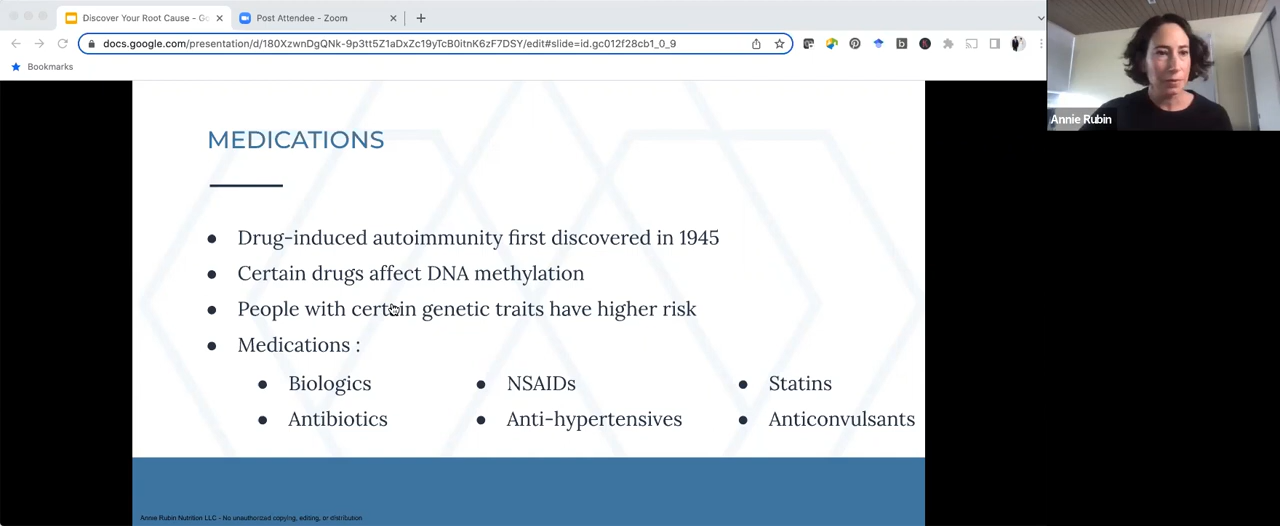 Discover Your Root Cause - Go
Post Attendee - Zoom
docs.google.com/presentation/d/180XzwnDgQNk-9p3tt5Z1aDxZc19yTcB0itnK6zF7DSY/edit#slide=id.gc012f28cb1_0_9
Bookmarks
Annie Rubin
MEDICATIONS
Drug-induced autoimmunity first discovered in 1945
Certain drugs affect DNA methylation
People with certain genetic traits have higher risk
Medications :
Biologics
NSAIDs
Statins
Antibiotics
Anti-hypertensives
Anticonvulsants
Annie Rubin Nutrition LLC - No unauthorized copying, editing, or distribution